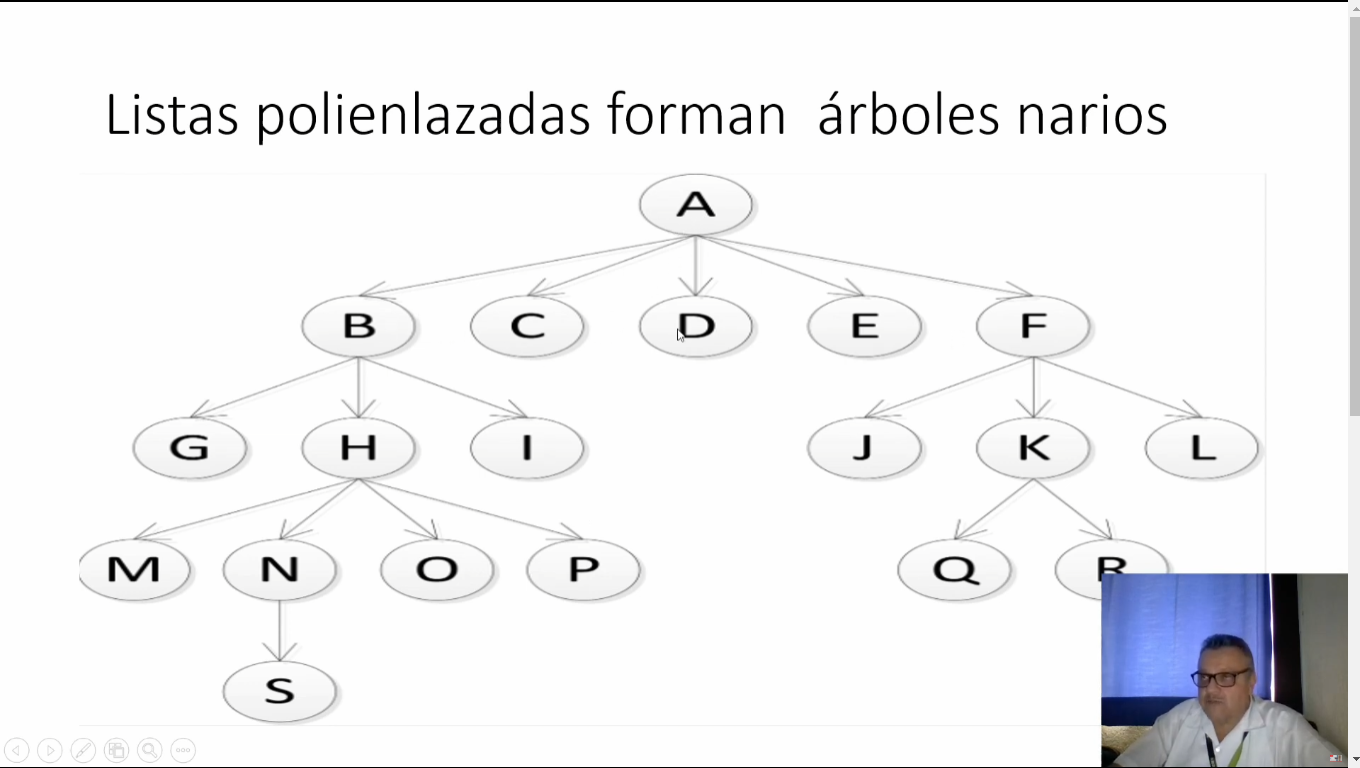 Listas polienlazadas forman árboles narios
A
B C D E F
G H I J K L
M N O P Q R
S